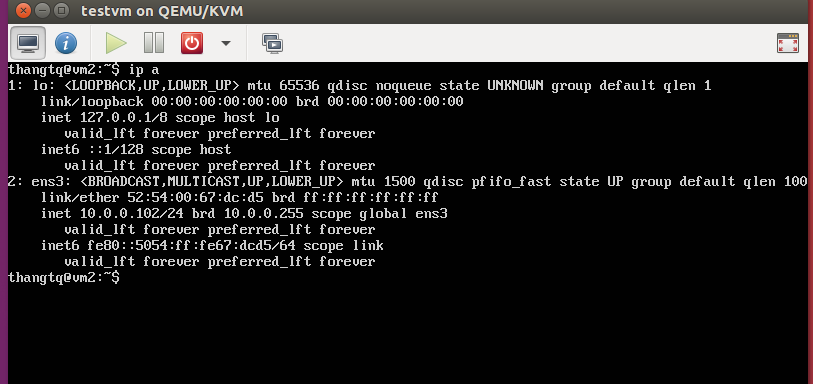 testvm on QEMU/KVM
thangtq@vm2:~$ ip a
1: lo: <LOOPBACK,UP,LOWER_UP> mtu 65536 qdisc noqueue state UNKNOWN group default qlen 1
    link/loopback 00:00:00:00:00:00 brd 00:00:00:00:00:00
    inet 127.0.0.1/8 scope host lo
       valid_lft forever preferred_lft forever
    inet6 ::1/128 scope host
       valid_lft forever preferred_lft forever
2: ens3: <BROADCAST,MULTICAST,UP,LOWER_UP> mtu 1500 qdisc pfifo_fast state UP group default qlen 100
    link/ether 52:54:00:67:dc:d5 brd ff:ff:ff:ff:ff:ff
    inet 10.0.0.102/24 brd 10.0.0.255 scope global ens3
       valid_lft forever preferred_lft forever
    inet6 fe80::5054:ff:fe67:dcd5/64 scope link
       valid_lft forever preferred_lft forever
thangtq@vm2:~$